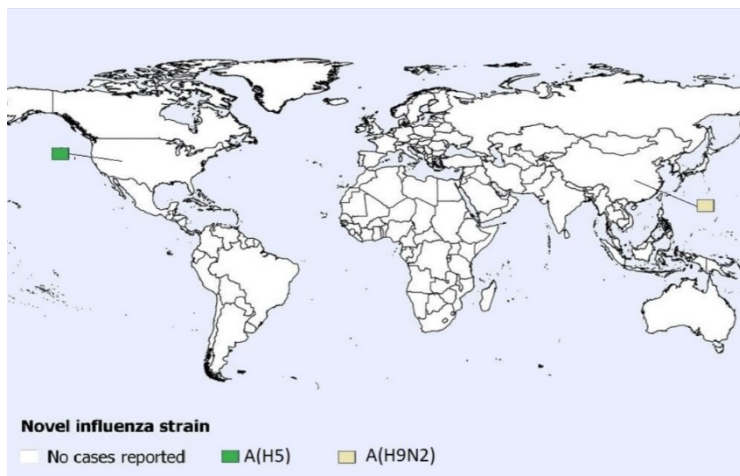 Novel influenza strain
No cases reported A(H5) A(H9N2)